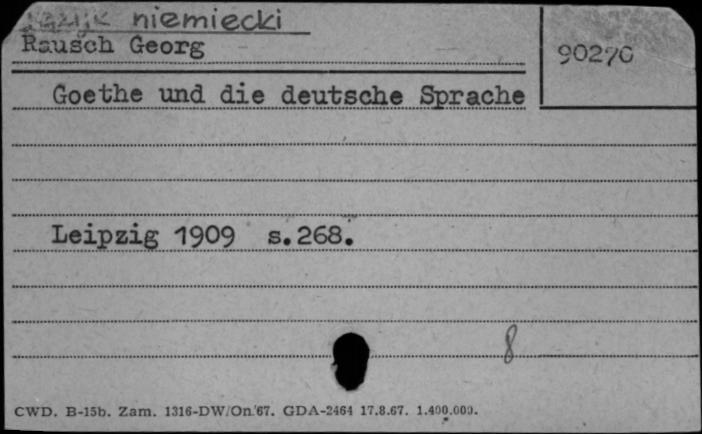 Język niemiecki
Rausch Georg
90270
Goethe und die deutsche Sprache
Leipzig 1909 s.268.
8
CWD. B-15b. Zam. 1316-DW/On.'67. GDA-2464 17.8.67. 1.400.000.